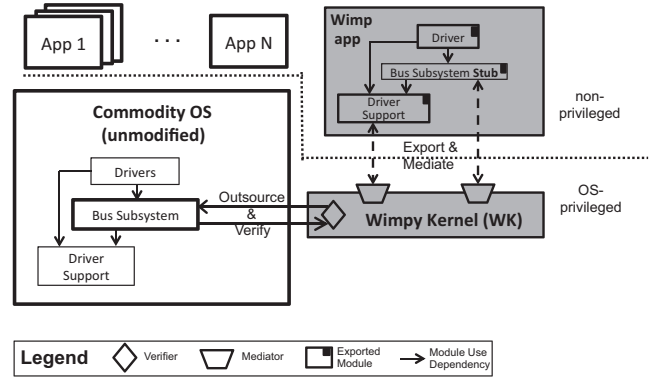 App 1
. . .
App N
Wimp
app
Driver
Bus Subsystem Stub
Driver
Support
non-
privileged
Commodity OS
(unmodified)
Export &
Mediate
Drivers
Bus Subsystem
Driver
Support
Outsource
&
Verify
Wimpy Kernel (WK)
OS-
privileged
Legend
Verifier
Mediator
Exported
Module
Module Use
Dependency